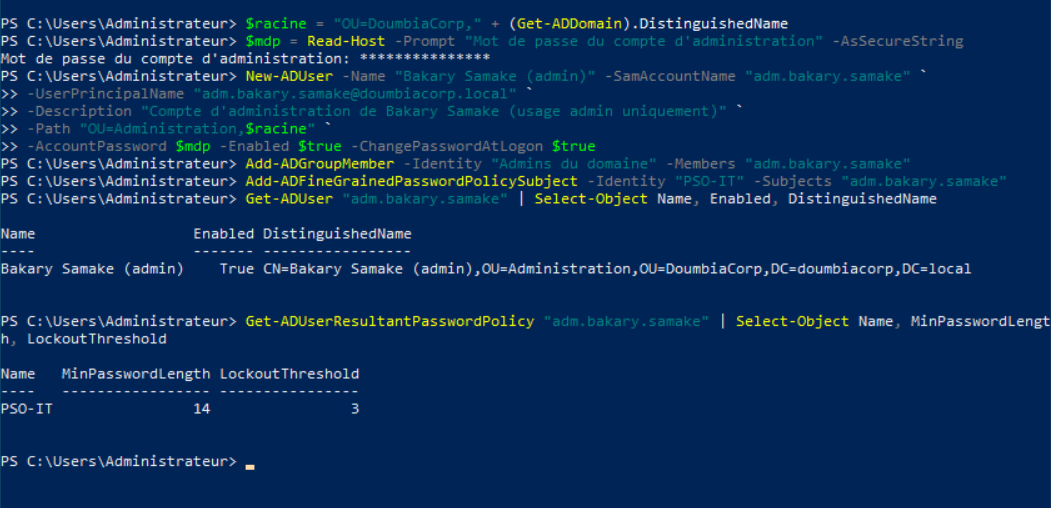 PS C:\Users\Administrateur> $racine = "OU=DoumbiaCorp," + (Get-ADDomain).DistinguishedName
PS C:\Users\Administrateur> $mdp = Read-Host -Prompt "Mot de passe du compte d'administration" -AsSecureString
Mot de passe du compte d'administration: ***************
PS C:\Users\Administrateur> New-ADUser -Name "Bakary Samake (admin)" -SamAccountName "adm.bakary.samake" `
>> -UserPrincipalName "adm.bakary.samake@doumbiacorp.local" `
>> -Description "Compte d'administration de Bakary Samake (usage admin uniquement)" `
>> -Path "OU=Administration,$racine" `
>> -AccountPassword $mdp -Enabled $true -ChangePasswordAtLogon $true
PS C:\Users\Administrateur> Add-ADGroupMember -Identity "Admins du domaine" -Members "adm.bakary.samake"
PS C:\Users\Administrateur> Add-ADFineGrainedPasswordPolicySubject -Identity "PSO-IT" -Subjects "adm.bakary.samake"
PS C:\Users\Administrateur> Get-ADUser "adm.bakary.samake" | Select-Object Name, Enabled, DistinguishedName
Name Enabled DistinguishedName
---- ------- -----------------
Bakary Samake (admin) True CN=Bakary Samake (admin),OU=Administration,OU=DoumbiaCorp,DC=doumbiacorp,DC=local
PS C:\Users\Administrateur> Get-ADUserResultantPasswordPolicy "adm.bakary.samake" | Select-Object Name, MinPasswordLengt
h, LockoutThreshold
Name MinPasswordLength LockoutThreshold
---- ----------------- ----------------
PSO-IT 14 3
PS C:\Users\Administrateur>